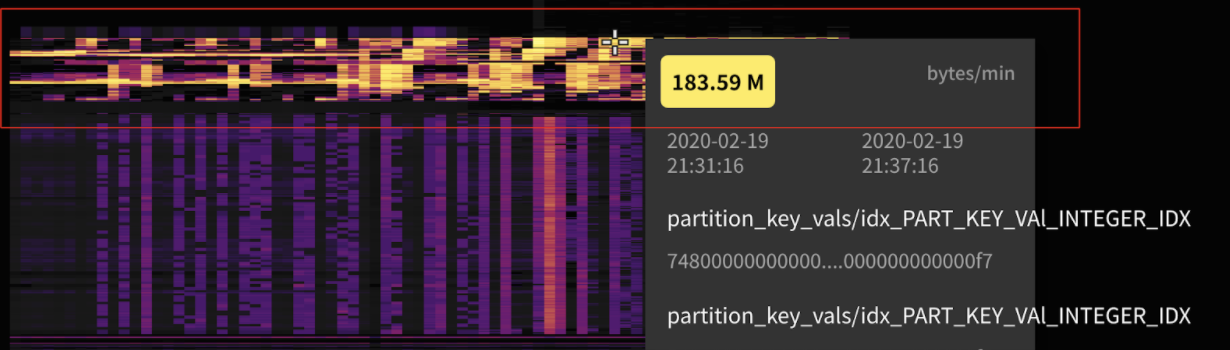 183.59 M
bytes/min
2020-02-19
21:31:16
2020-02-19
21:37:16
partition_key_vals/idx_PART_KEY_VAl_INTEGER_IDX
74800000000000....000000000000f7
partition_key_vals/idx_PART_KEY_VAl_INTEGER_IDX